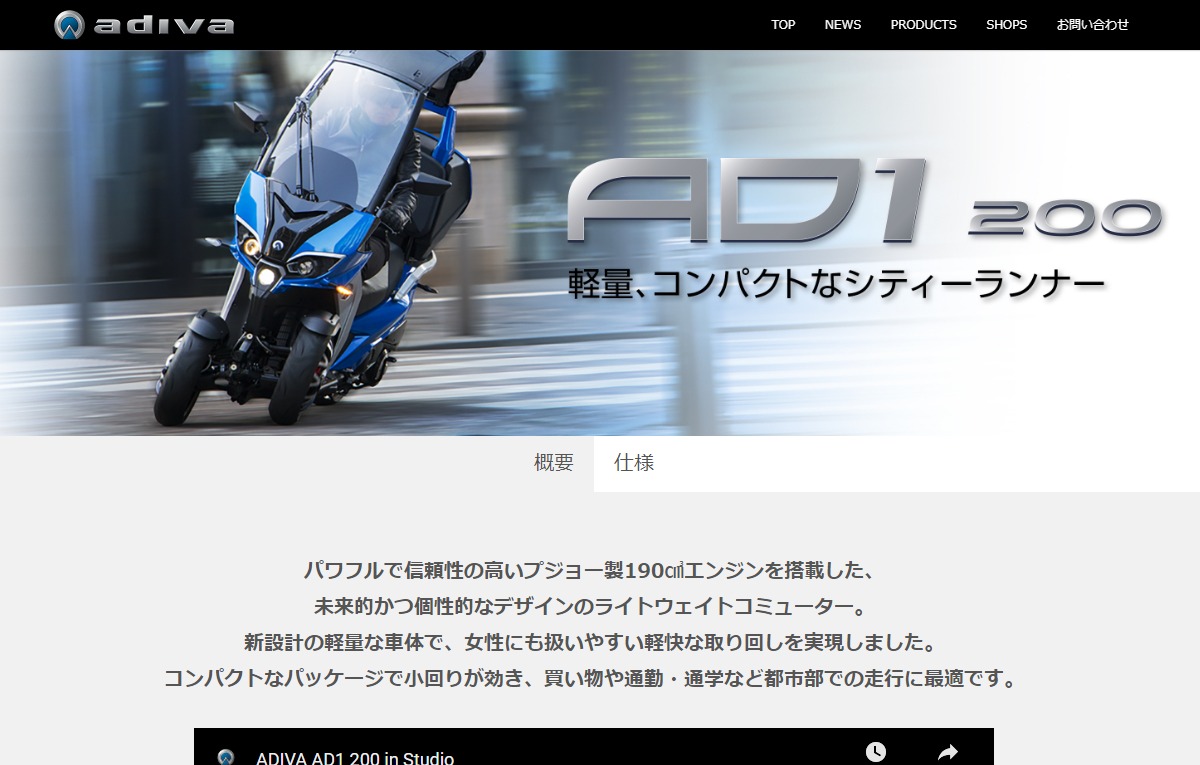 adiva
TOP NEWS PRODUCTS SHOPS お問い合わせ
AD1 200
軽量、コンパクトなシティーランナー
概要 仕様
パワフルで信頼性の高いプジョー製190㎤エンジンを搭載した、
未来的かつ個性的なデザインのライトウェイトコミューター。
新設計の軽量な車体で、女性にも扱いやすい軽快な取り回しを実現しました。
コンパクトなパッケージで小回りが効き、買い物や通勤・通学など都市部での走行に最適です。
ADIVA AD1 200 in Studio